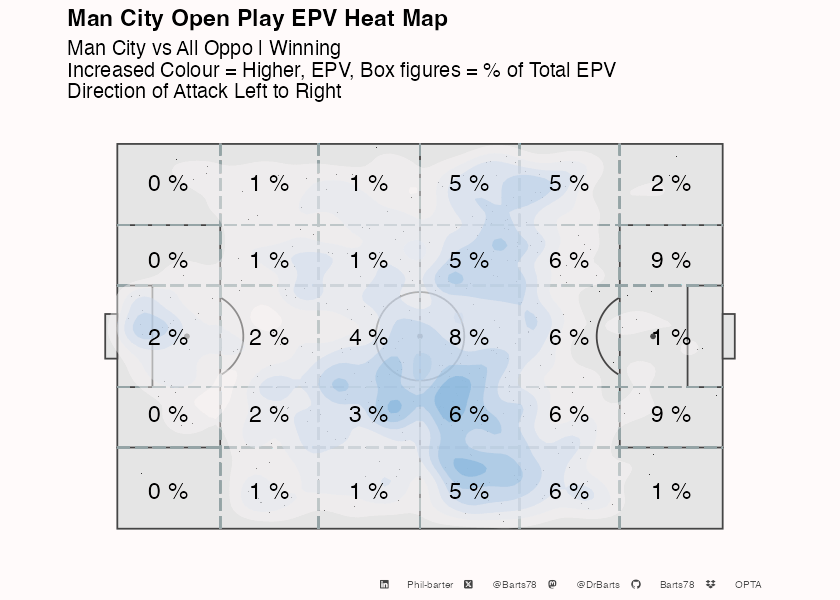 Man City Open Play EPV Heat Map
Man City vs All Oppo | Winning
Increased Colour = Higher, EPV, Box figures = % of Total EPV
Direction of Attack Left to Right
0 % 1 % 1 % 5 % 5 % 2 %
0 % 1 % 1 % 5 % 6 % 9 %
2 % 2 % 4 % 8 % 6 % 1 %
0 % 2 % 3 % 6 % 6 % 9 %
0 % 1 % 1 % 5 % 6 % 1 %
Phil-barter @Barts78 @DrBarts Barts78 OPTA